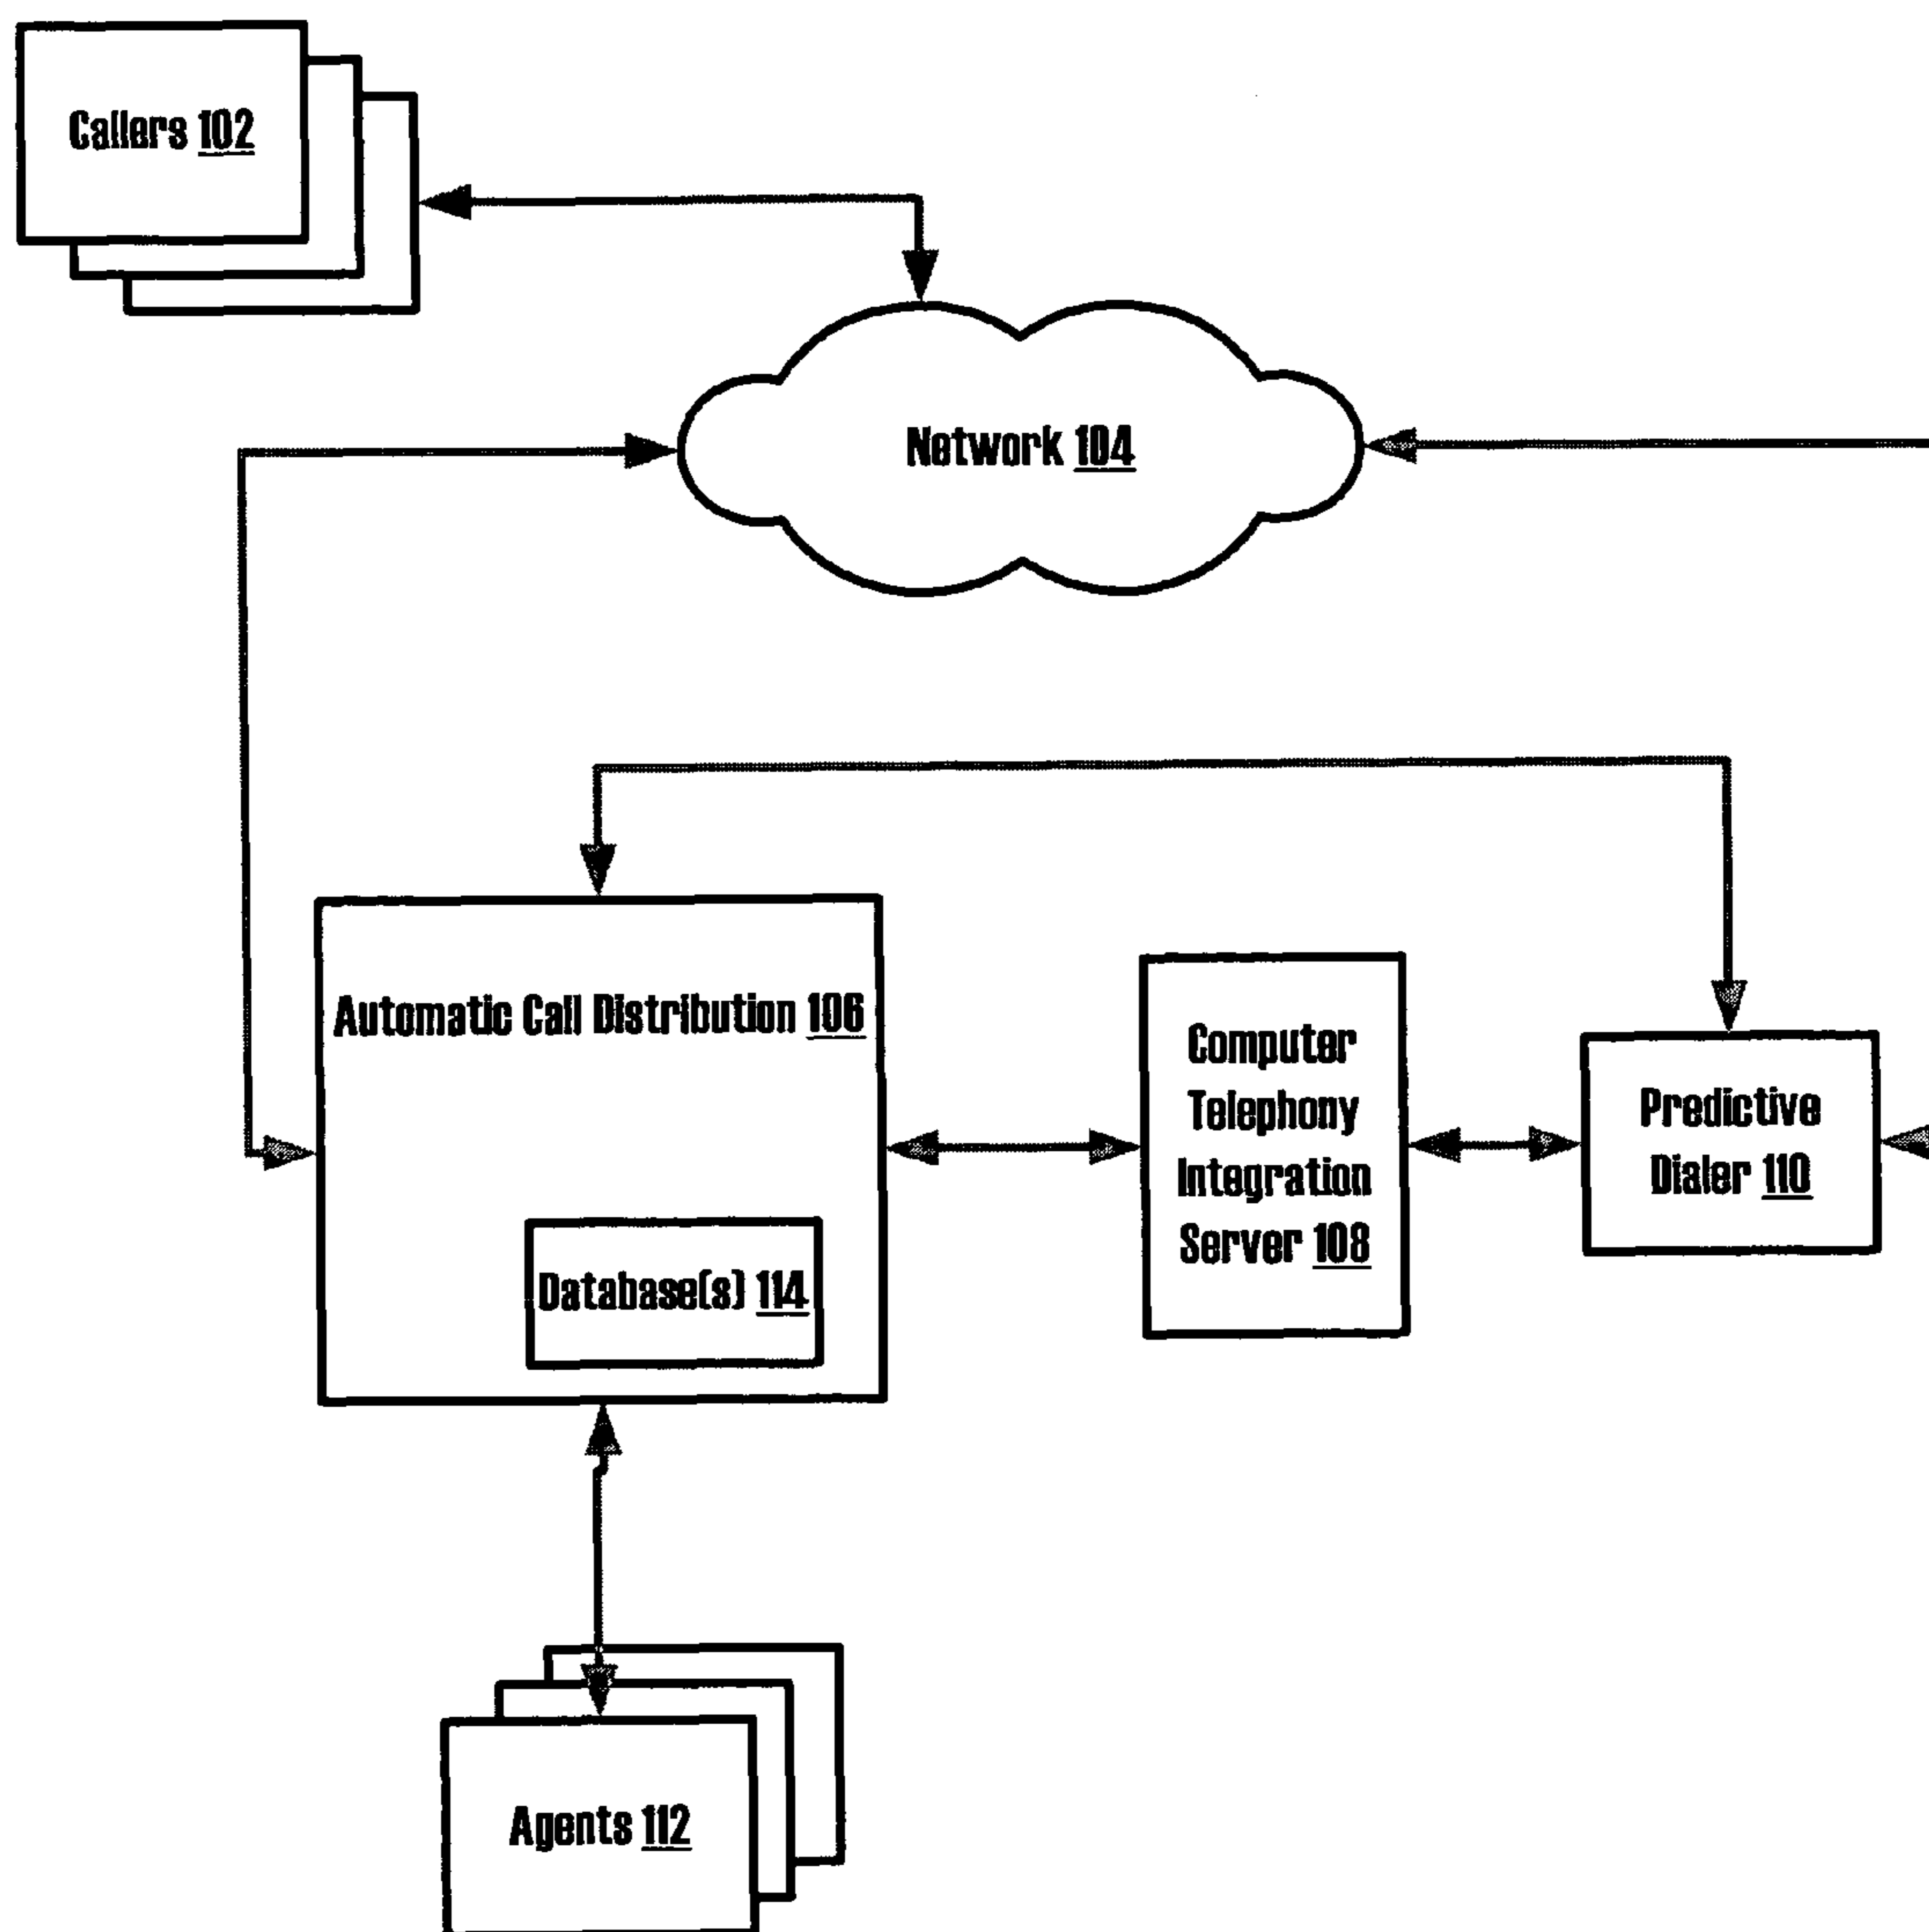 Callers 102
Network 104
Automatic Call Distribution 106
Computer
Telephony
Integration
Server 108
Predictive
Dialer 110
Database(s) 114
Agents 112